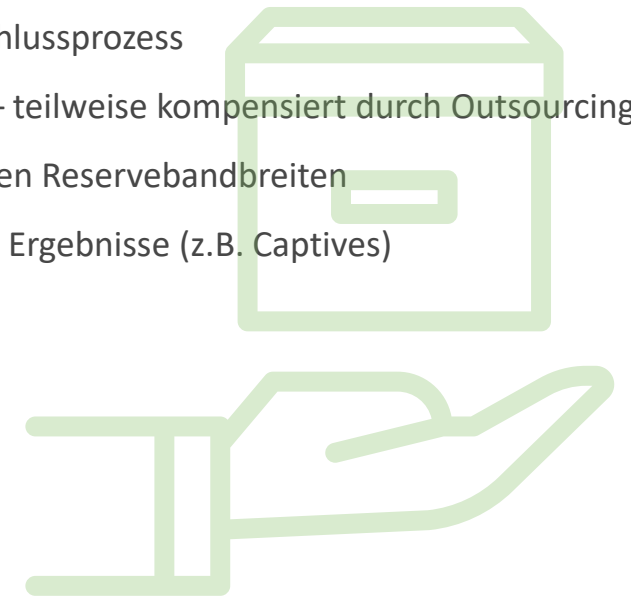 hlussprozess
- teilweise kompensiert durch Outsourcing
en Reservebandbreiten
Ergebnisse (z.B. Captives)